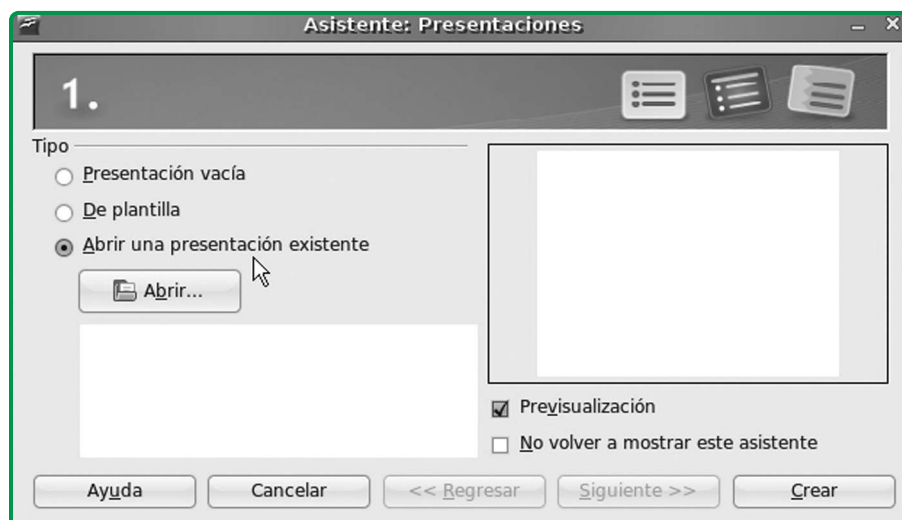 Asistente: Presentaciones
1.
Tipo
Presentación vacía
De plantilla
Abrir una presentación existente
Abrir...
Previsualización
No volver a mostrar este asistente
Ayuda
Cancelar
<< Regresar
Siguiente >>
Crear